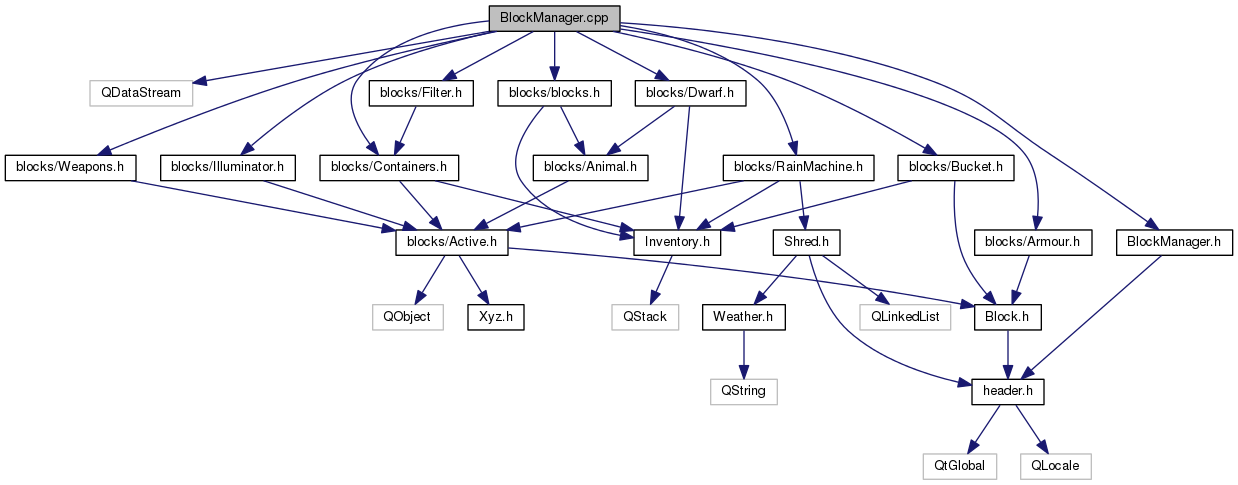 BlockManager.cpp
QDataStream
blocks/Filter.h
blocks/blocks.h
blocks/Dwarf.h
blocks/Weapons.h
blocks/Illuminator.h
blocks/Containers.h
blocks/Animal.h
blocks/RainMachine.h
blocks/Bucket.h
blocks/Active.h
Inventory.h
Shred.h
blocks/Armour.h
BlockManager.h
QObject
Xyz.h
QStack
Weather.h
QLinkedList
Block.h
QString
header.h
QtGlobal
QLocale